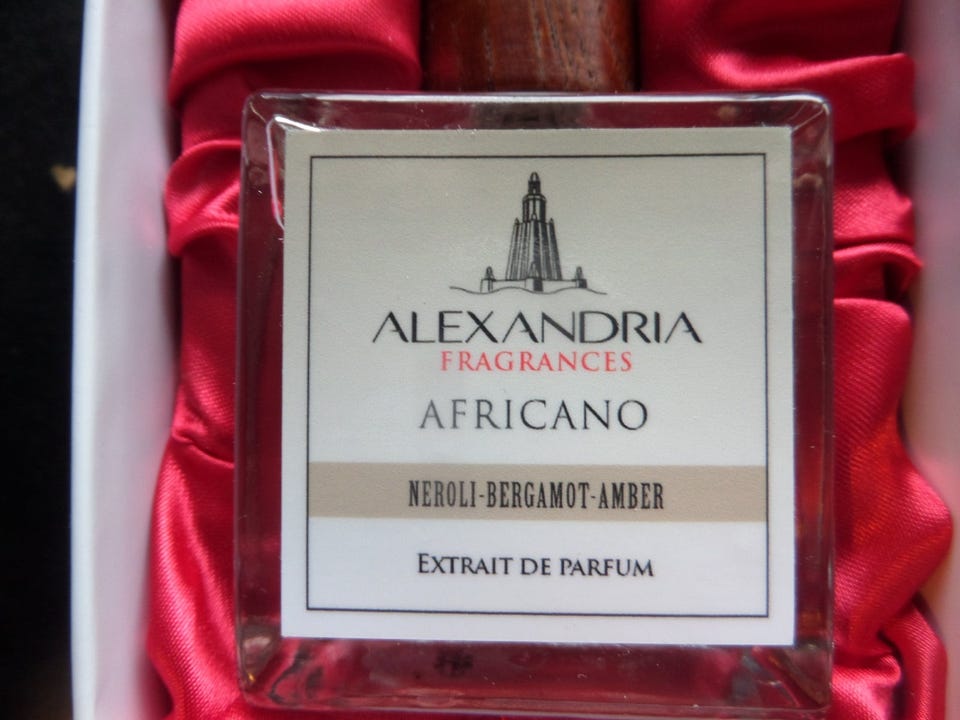 ALEXANDRIA
FRAGRANCES
AFRICANO
NEROLI-BERGAMOT-AMBER
EXTRAIT DE PARFUM